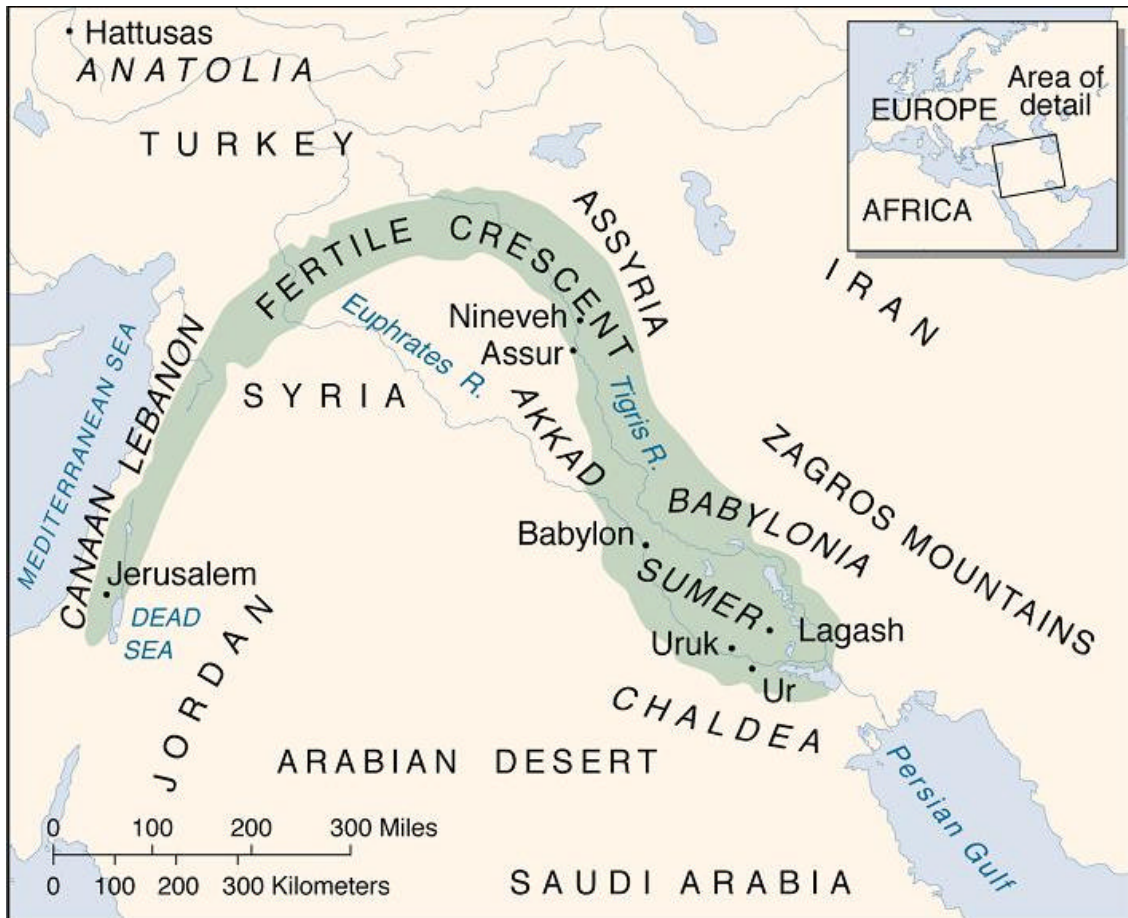 Hattusas
ANATOLIA
TURKEY
EUROPE
Area of
detail
AFRICA
ASSYRIA
IRAN
FERTILE CRESCENT
Nineveh
Assur
Euphrates R.
Tigris R.
MEDITERRANEAN SEA
LEBANON
CANAAN
SYRIA
AKKAD
ZAGROS MOUNTAINS
BABYLONIA
Babylon
SUMER
Lagash
Uruk
Ur
Jerusalem
DEAD
SEA
JORDAN
CHALDEA
ARABIAN DESERT
Persian Gulf
0 100 200 300 Miles
0 100 200 300 Kilometers
SAUDI ARABIA